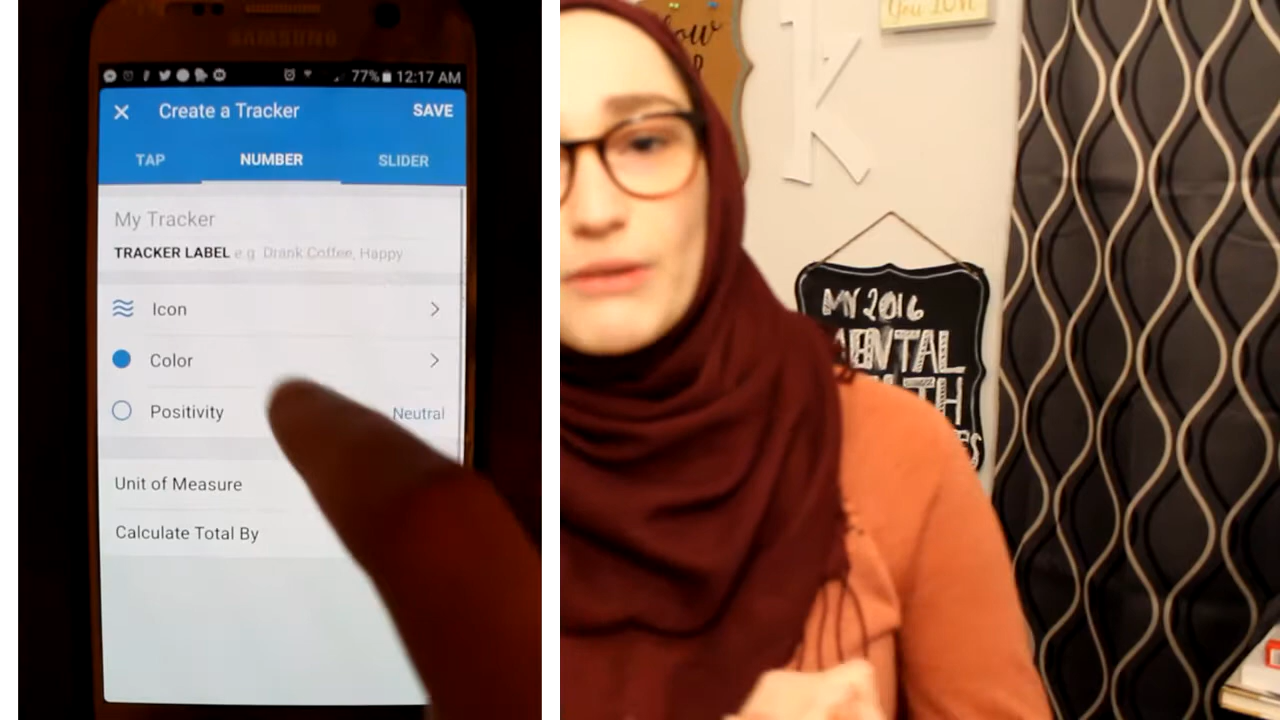 SAMSUNG
77% 12:17 AM
Create a Tracker SAVE
TAP NUMBER SLIDER
My Tracker
TRACKER LABEL e.g. Drank Coffee, Happy
Icon
Color
Positivity Neutral
Unit of Measure
Calculate Total By
You
k
MY 2016
MENTAL